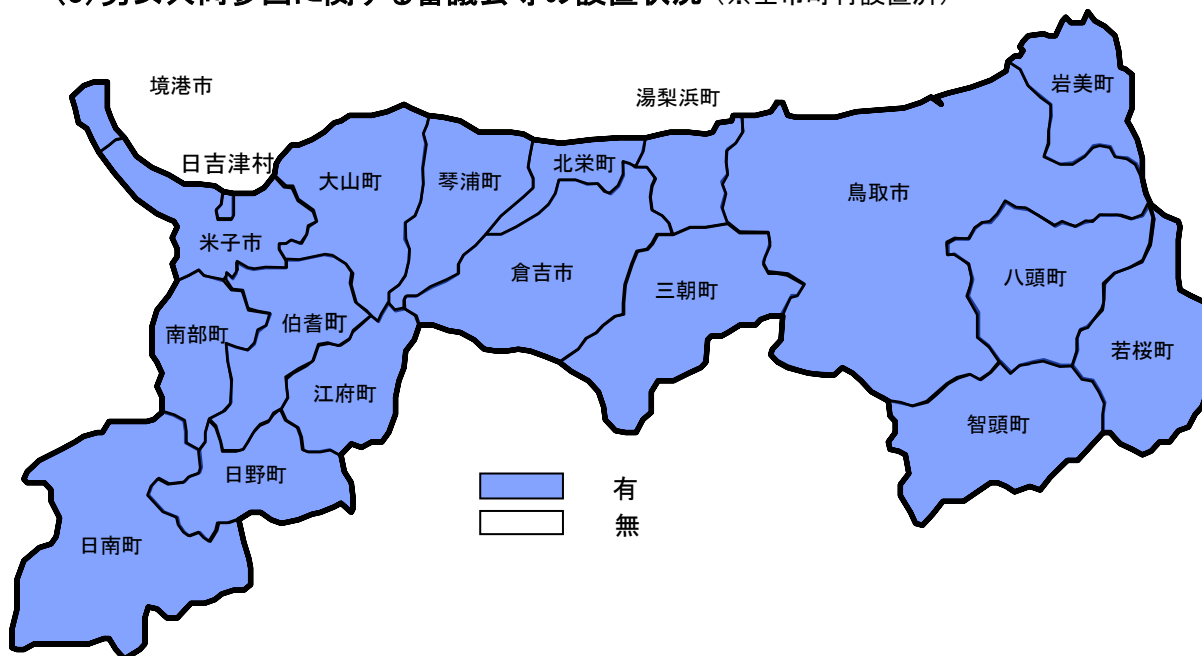 境港市
湯梨浜町
岩美町
日吉津村
大山町
琴浦町
北栄町
鳥取市
米子市
倉吉市
三朝町
八頭町
南部町
伯耆町
若桜町
江府町
智頭町
日野町
有
無
日南町